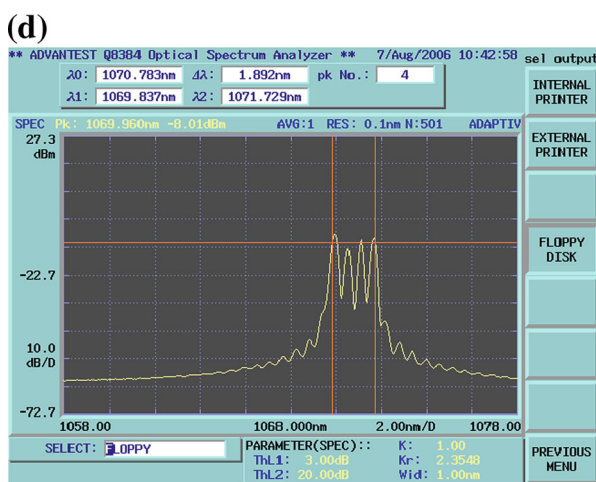 (d)
** ADVANTEST Q8384 Optical Spectrum Analyzer ** 7/Aug/2006 10:42:58
sel output
λ0: 1070.783nm Δλ: 1.892nm pk No.: 4
λ1: 1069.837nm λ2: 1071.729nm
INTERNAL
PRINTER
SPEC Pk: 1069.960nm -8.01dBm AVG:1 RES: 0.1nm N:501 ADAPTIV
27.3
dBm
EXTERNAL
PRINTER
FLOPPY
DISK
-22.7
10.0
dB/D
-72.7
1058.00 1068.000nm 2.00nm/D 1078.00
SELECT: FLOPPY
PARAMETER(SPEC):: K: 1.00
ThL1: 3.00dB Kr: 2.3548
ThL2: 20.00dB Wid: 1.00nm
PREVIOUS
MENU